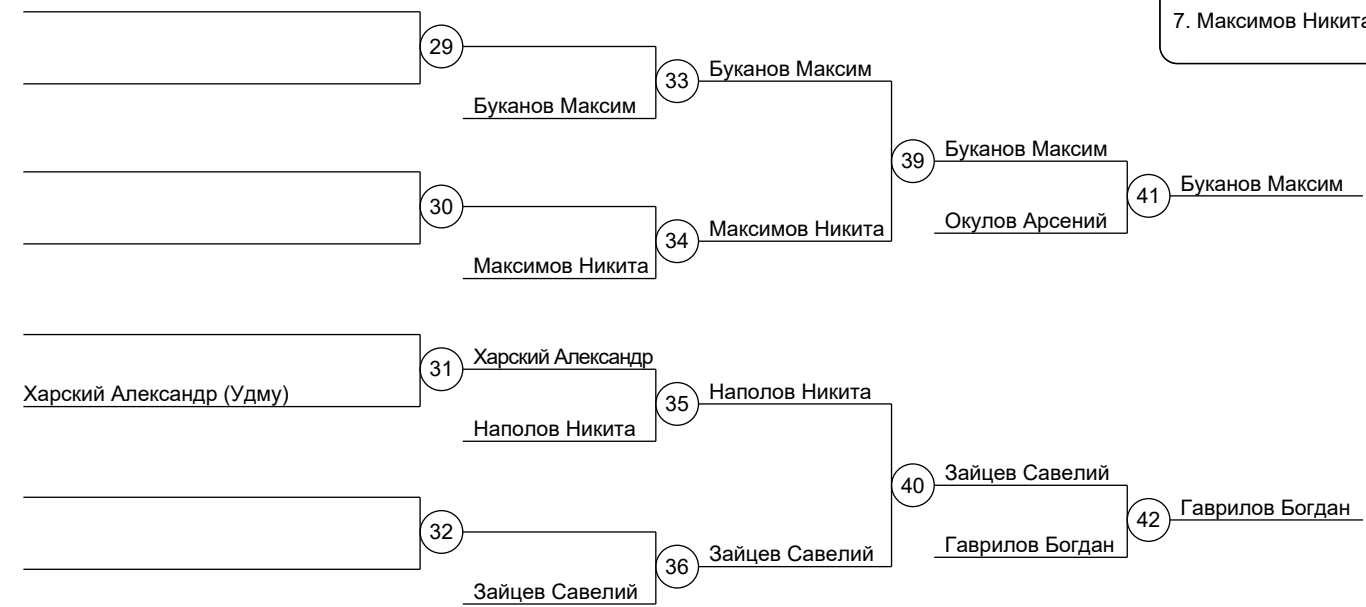 7. Максимов Никита
29
33
Буканов Максим
Буканов Максим
39
Буканов Максим
41
Буканов Максим
30
34
Максимов Никита
Окулов Арсений
Максимов Никита
31
Харский Александр
Харский Александр (Удму)
35
Наполов Никита
Наполов Никита
40
Зайцев Савелий
42
Гаврилов Богдан
32
36
Зайцев Савелий
Гаврилов Богдан
Зайцев Савелий